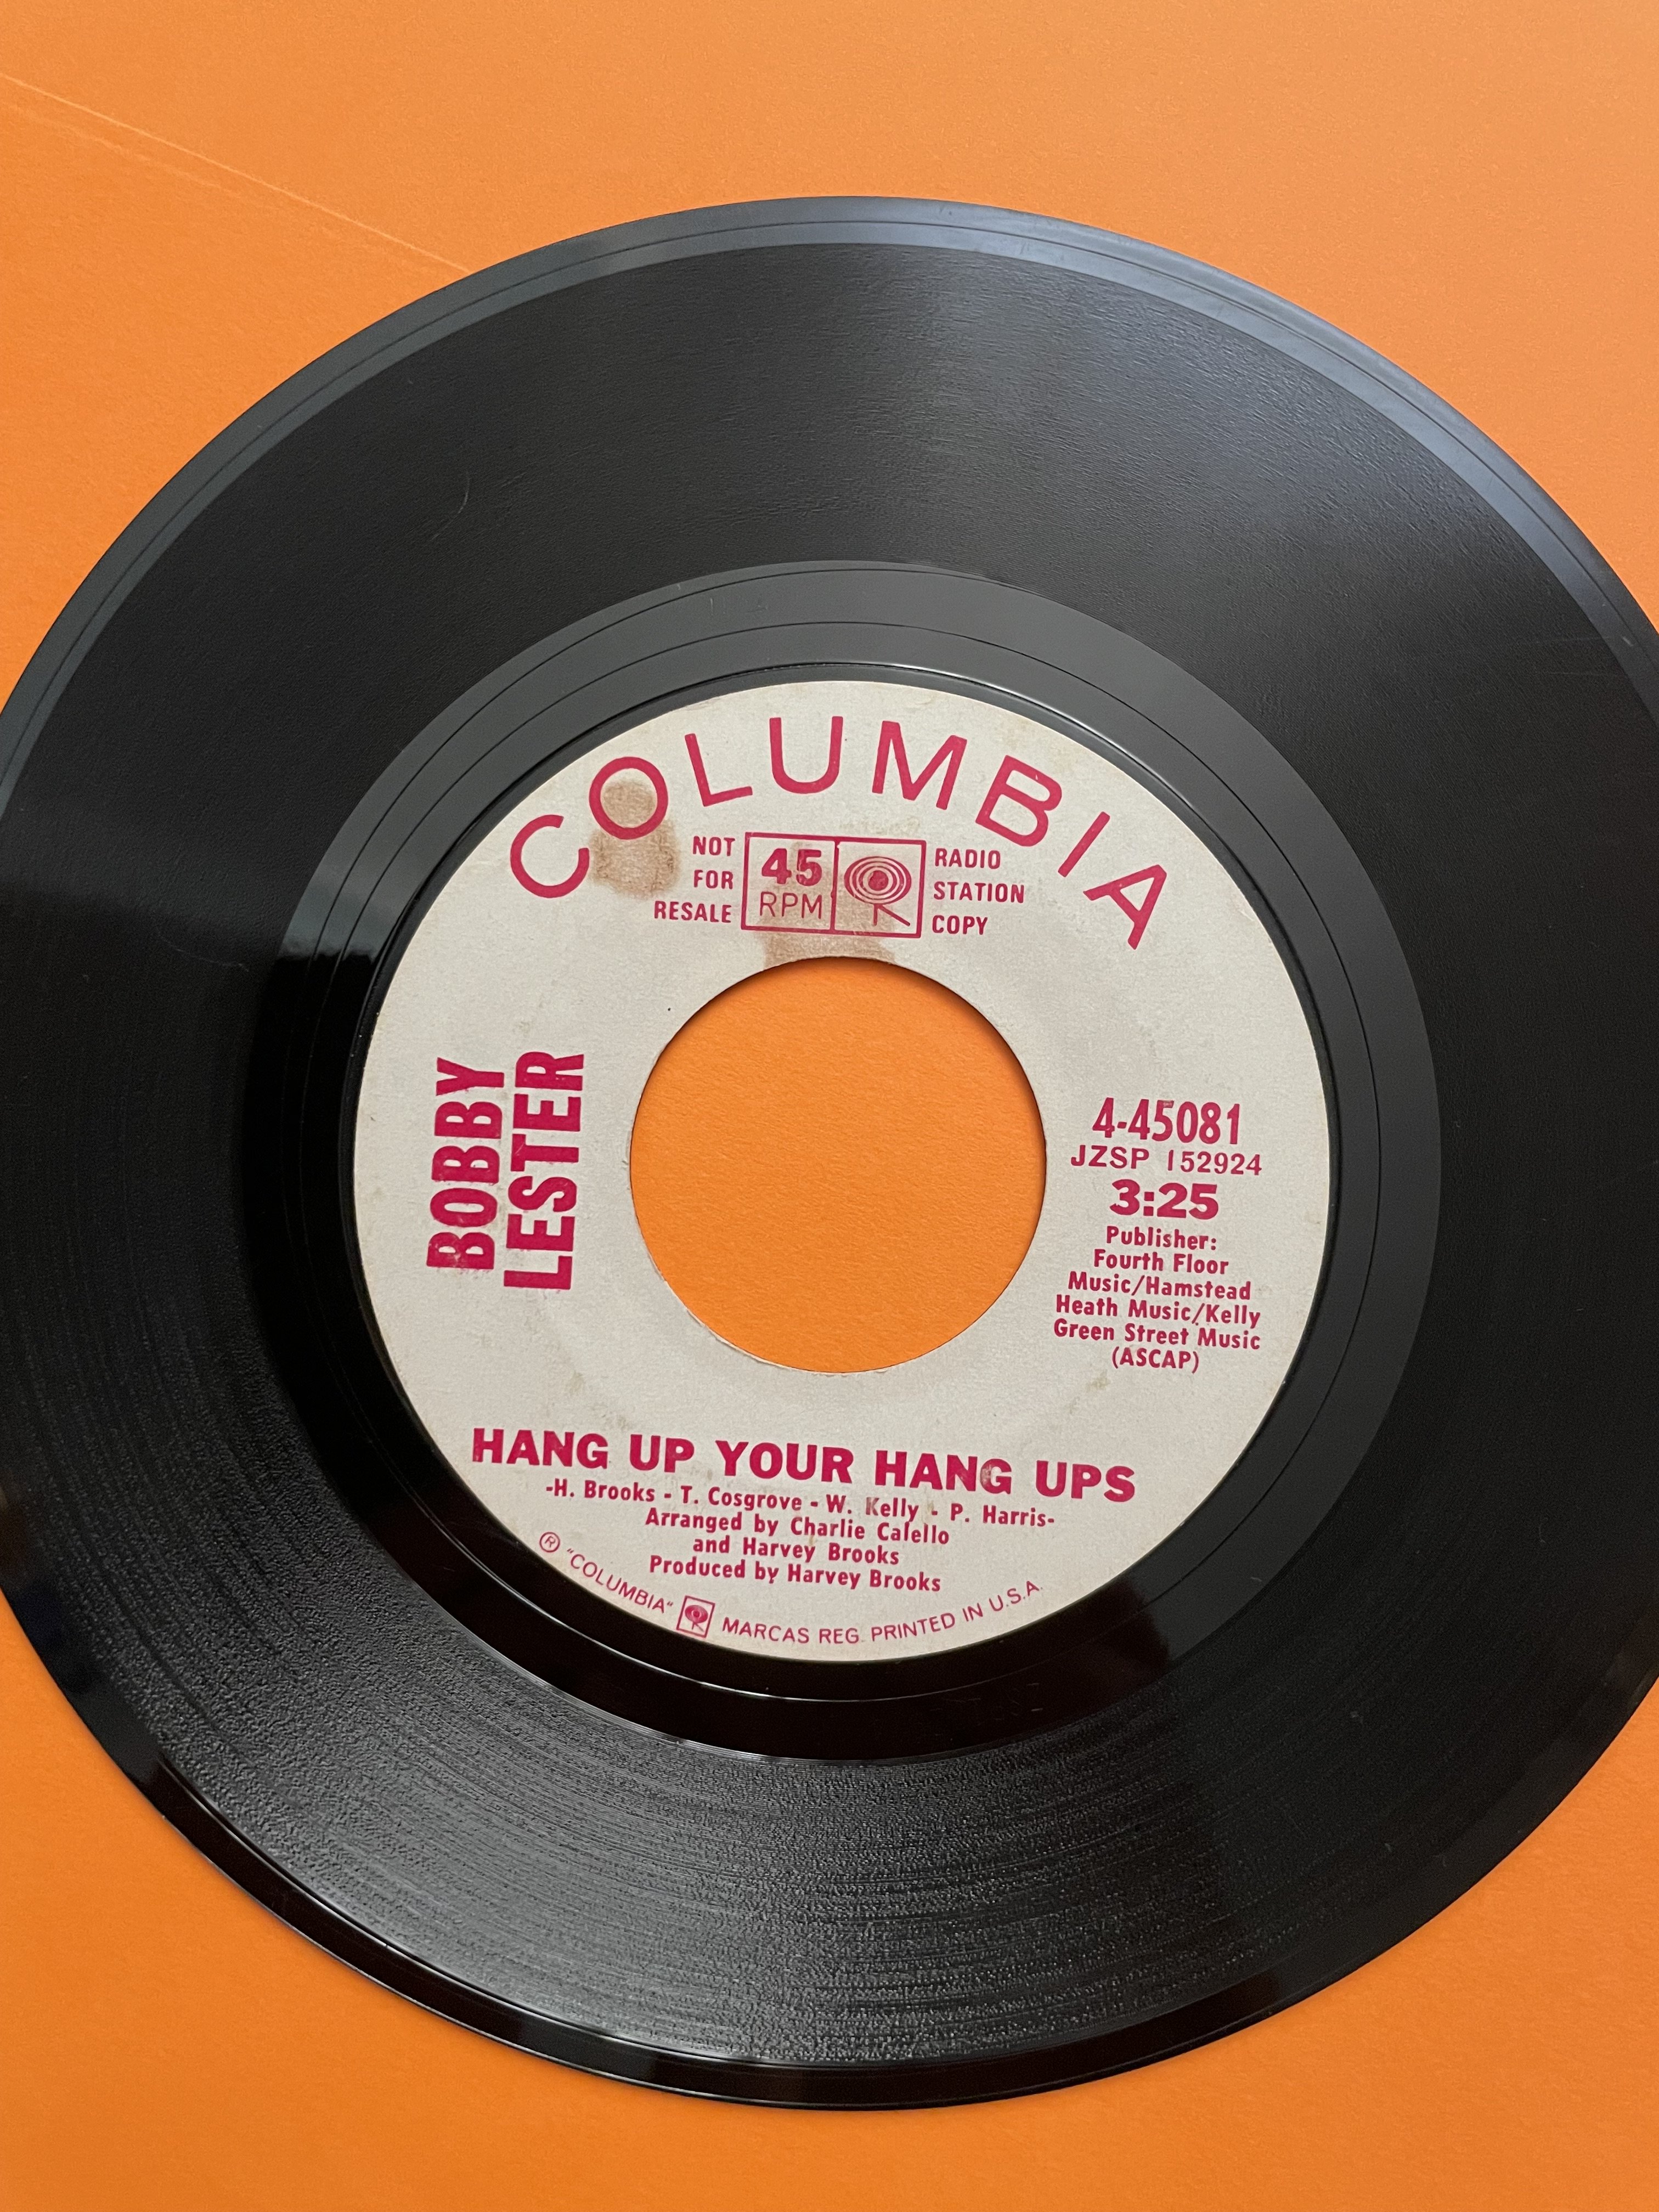 COLUMBIA
NOT
FOR
RESALE
45
RPM
RADIO
STATION
COPY
BOBBY
LESTER
4-45081
JZSP 152924
3:25
Publisher:
Fourth Floor
Music/Hamstead
Heath Music/Kelly
Green Street Music
(ASCAP)
HANG UP YOUR HANG UPS
-H. Brooks - T. Cosgrove - W. Kelly - P. Harris-
Arranged by Charlie Calello
and Harvey Brooks
Produced by Harvey Brooks
® "COLUMBIA" MARCAS REG. PRINTED IN U.S.A.